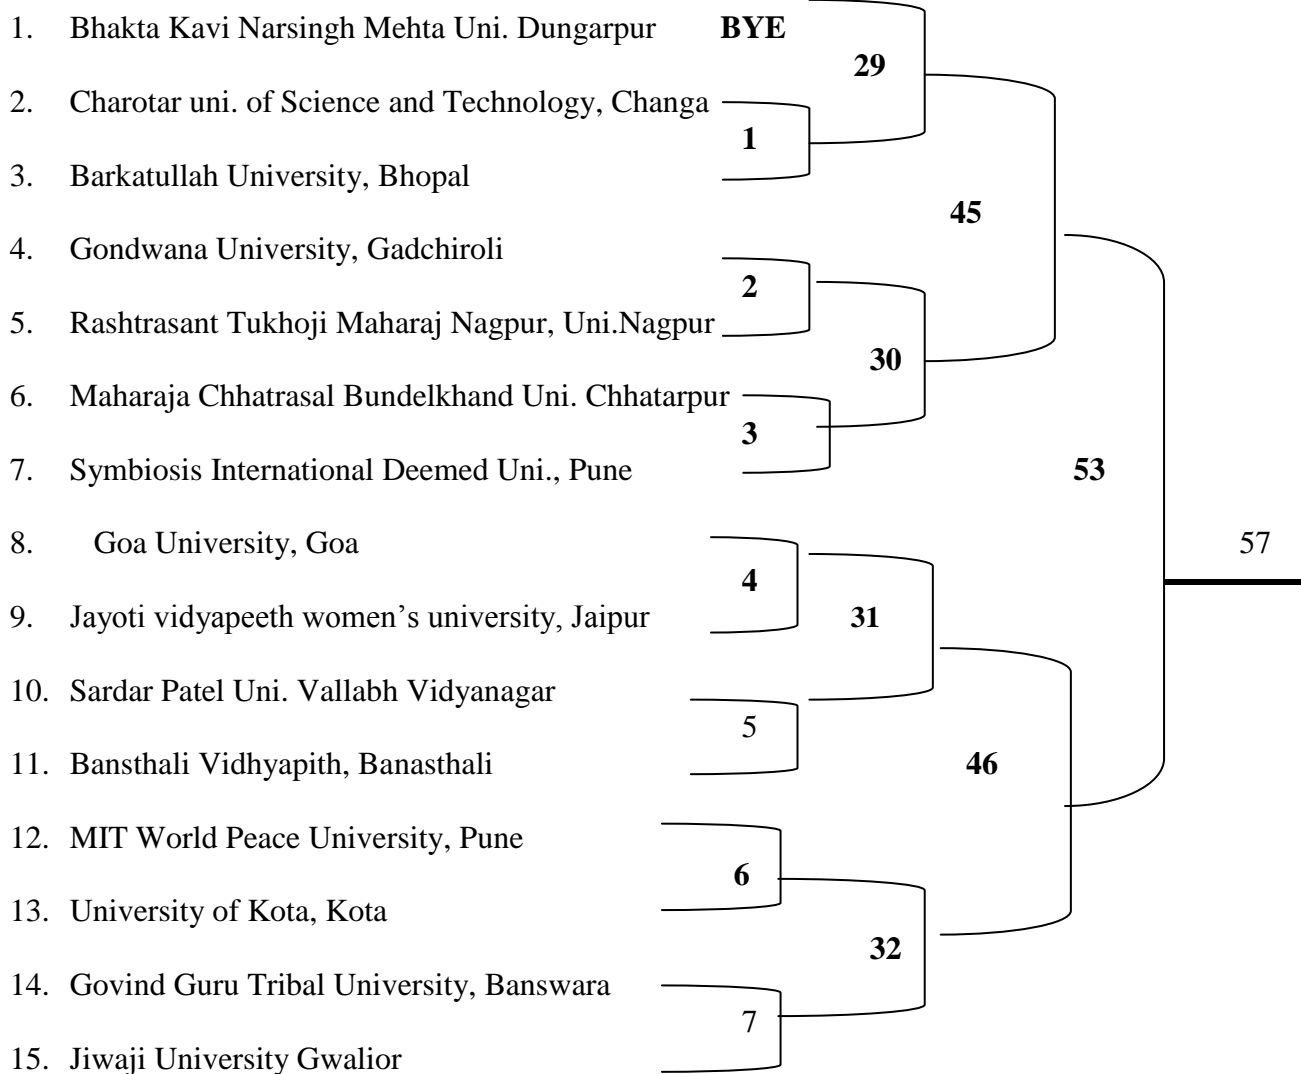 1. Bhakta Kavi Narsingh Mehta Uni. Dungarpur BYE
29
2. Charotar uni. of Science and Technology, Changa
1
3. Barkatullah University, Bhopal
45
4. Gondwana University, Gadchiroli
2
5. Rashtrasant Tukhoji Maharaj Nagpur, Uni.Nagpur
30
6. Maharaja Chhatrasal Bundelkhand Uni. Chhatarpur
3
7. Symbiosis International Deemed Uni., Pune
53
8. Goa University, Goa
57
4
9. Jayoti vidyapeeth women’s university, Jaipur
31
10. Sardar Patel Uni. Vallabh Vidyanagar
5
11. Bansthali Vidhyapith, Banasthali
46
12. MIT World Peace University, Pune
6
13. University of Kota, Kota
32
14. Govind Guru Tribal University, Banswara
7
15. Jiwaji University Gwalior